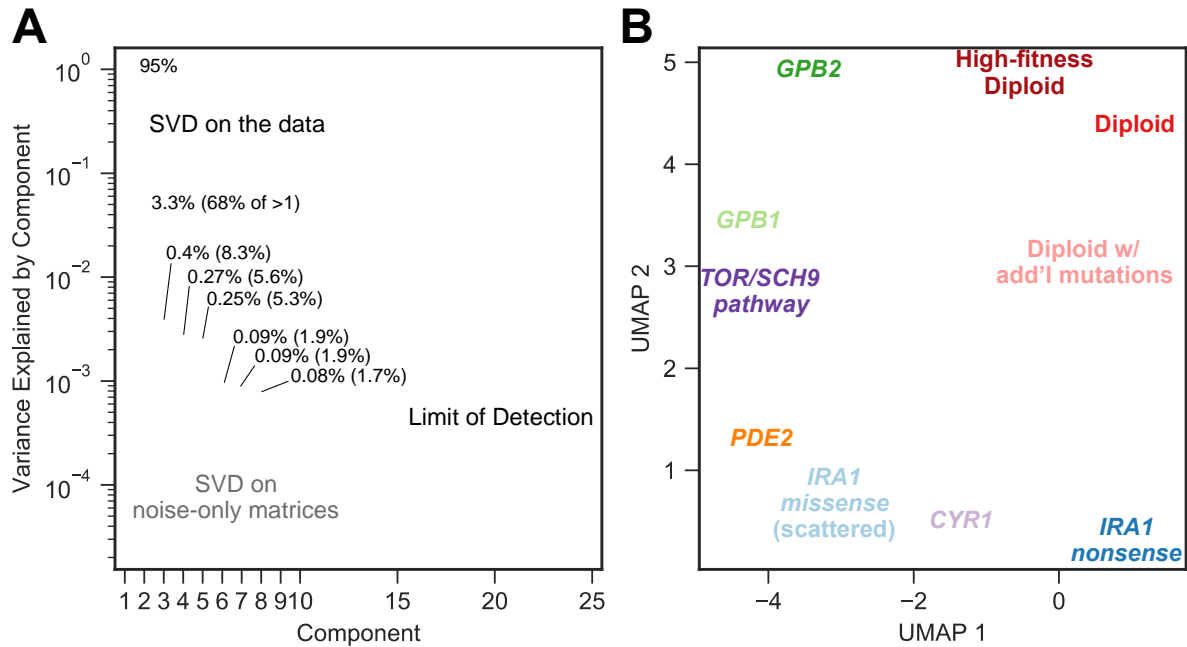 A
Variance Explained by Component
10^0
10^−1
10^−2
10^−3
10^−4
95%
SVD on the data
3.3% (68% of >1)
0.4% (8.3%)
0.27% (5.6%)
0.25% (5.3%)
0.09% (1.9%)
0.09% (1.9%)
0.08% (1.7%)
Limit of Detection
SVD on
noise-only matrices
1 2 3 4 5 6 7 8 9 10 15 20 25
Component
B
UMAP 2
5
4
3
2
1
GPB2
High-fitness
Diploid
Diploid
GPB1
Diploid w/
add’l mutations
TOR/SCH9
pathway
PDE2
IRA1
missense
(scattered)
CYR1
IRA1
nonsense
−4 −2 0
UMAP 1